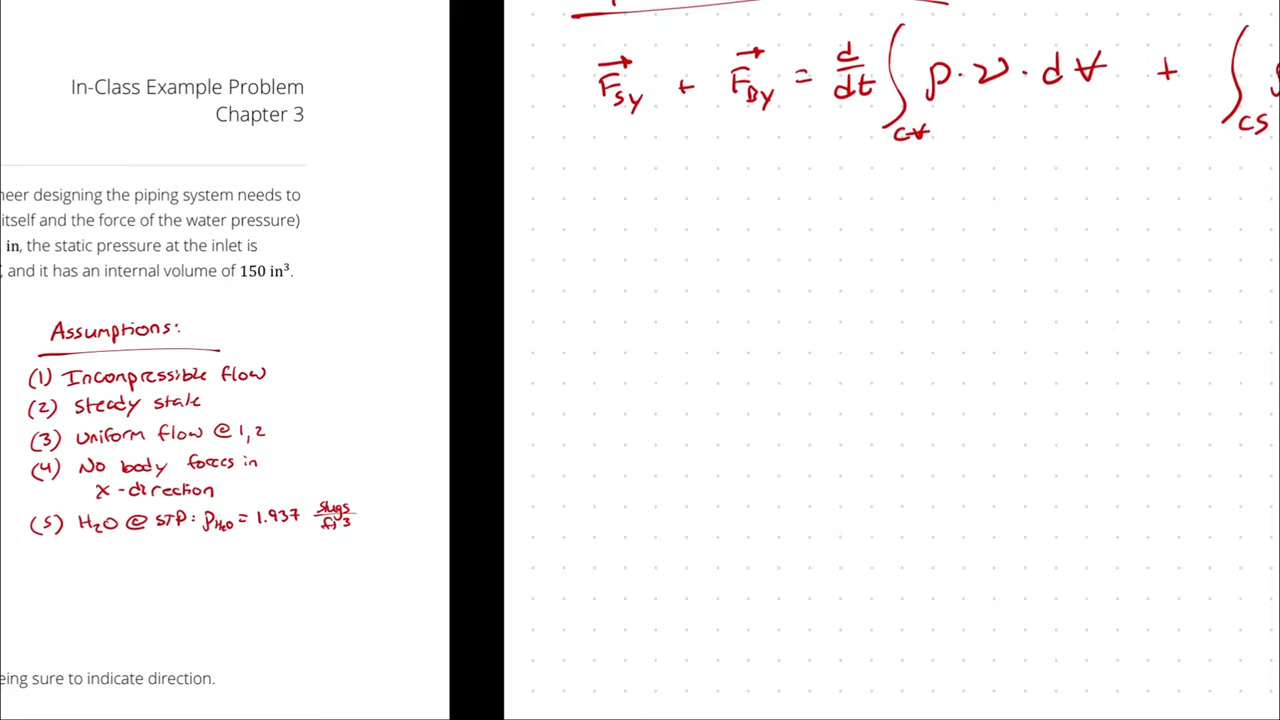 In-Class Example Problem
Chapter 3
neer designing the piping system needs to
itself and the force of the water pressure)
in, the static pressure at the inlet is
, and it has an internal volume of 150 in³.
Assumptions:
(1) Incompressible flow
(2) Steady state
(3) Uniform flow @ 1,2
(4) No body forces in
x-direction
(5) H₂O @ STP: ρH₂O = 1.937 slugs/ft³
eing sure to indicate direction.
F⃗Sy + F⃗By = d/dt ∫CV ρ · v · dV + ∫CS